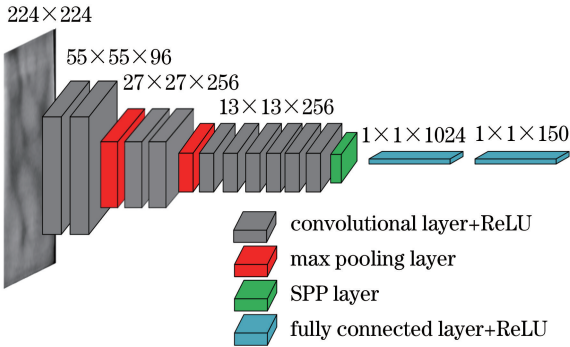 224×224
55×55×96
27×27×256
13×13×256
1×1×1024
1×1×150
convolutional layer+ReLU
max pooling layer
SPP layer
fully connected layer+ReLU